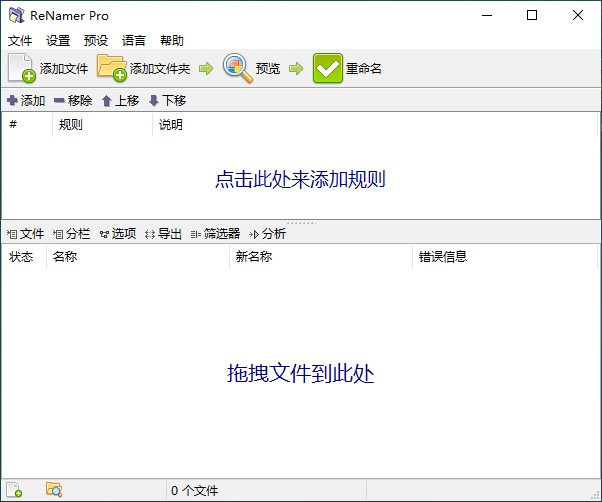 ReNamer Pro
文件 设置 预设 语言 帮助
添加文件 添加文件夹 预览 重命名
添加 移除 上移 下移
# 规则 说明
点击此处来添加规则
文件 分栏 选项 导出 筛选器 分析
状态 名称 新名称 错误信息
拖拽文件到此处
0 个文件